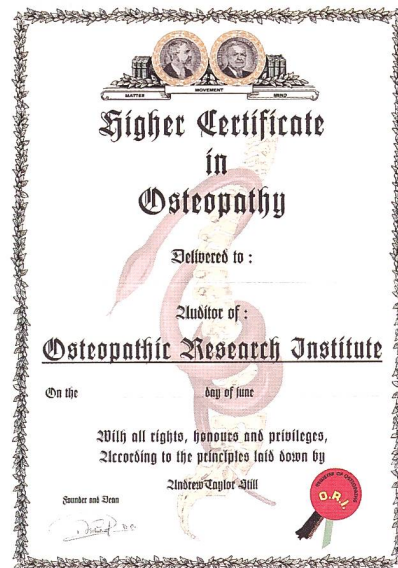 MATTER MOVEMENT MIND
Higher Certificate
in
Osteopathy
Delivered to :
Auditor of :
Osteopathic Research Institute
On the day of june
With all rights, honours and privileges,
According to the principles laid down by
Andrew Taylor Still
Founder and Dean
D.O.
O.R.I.